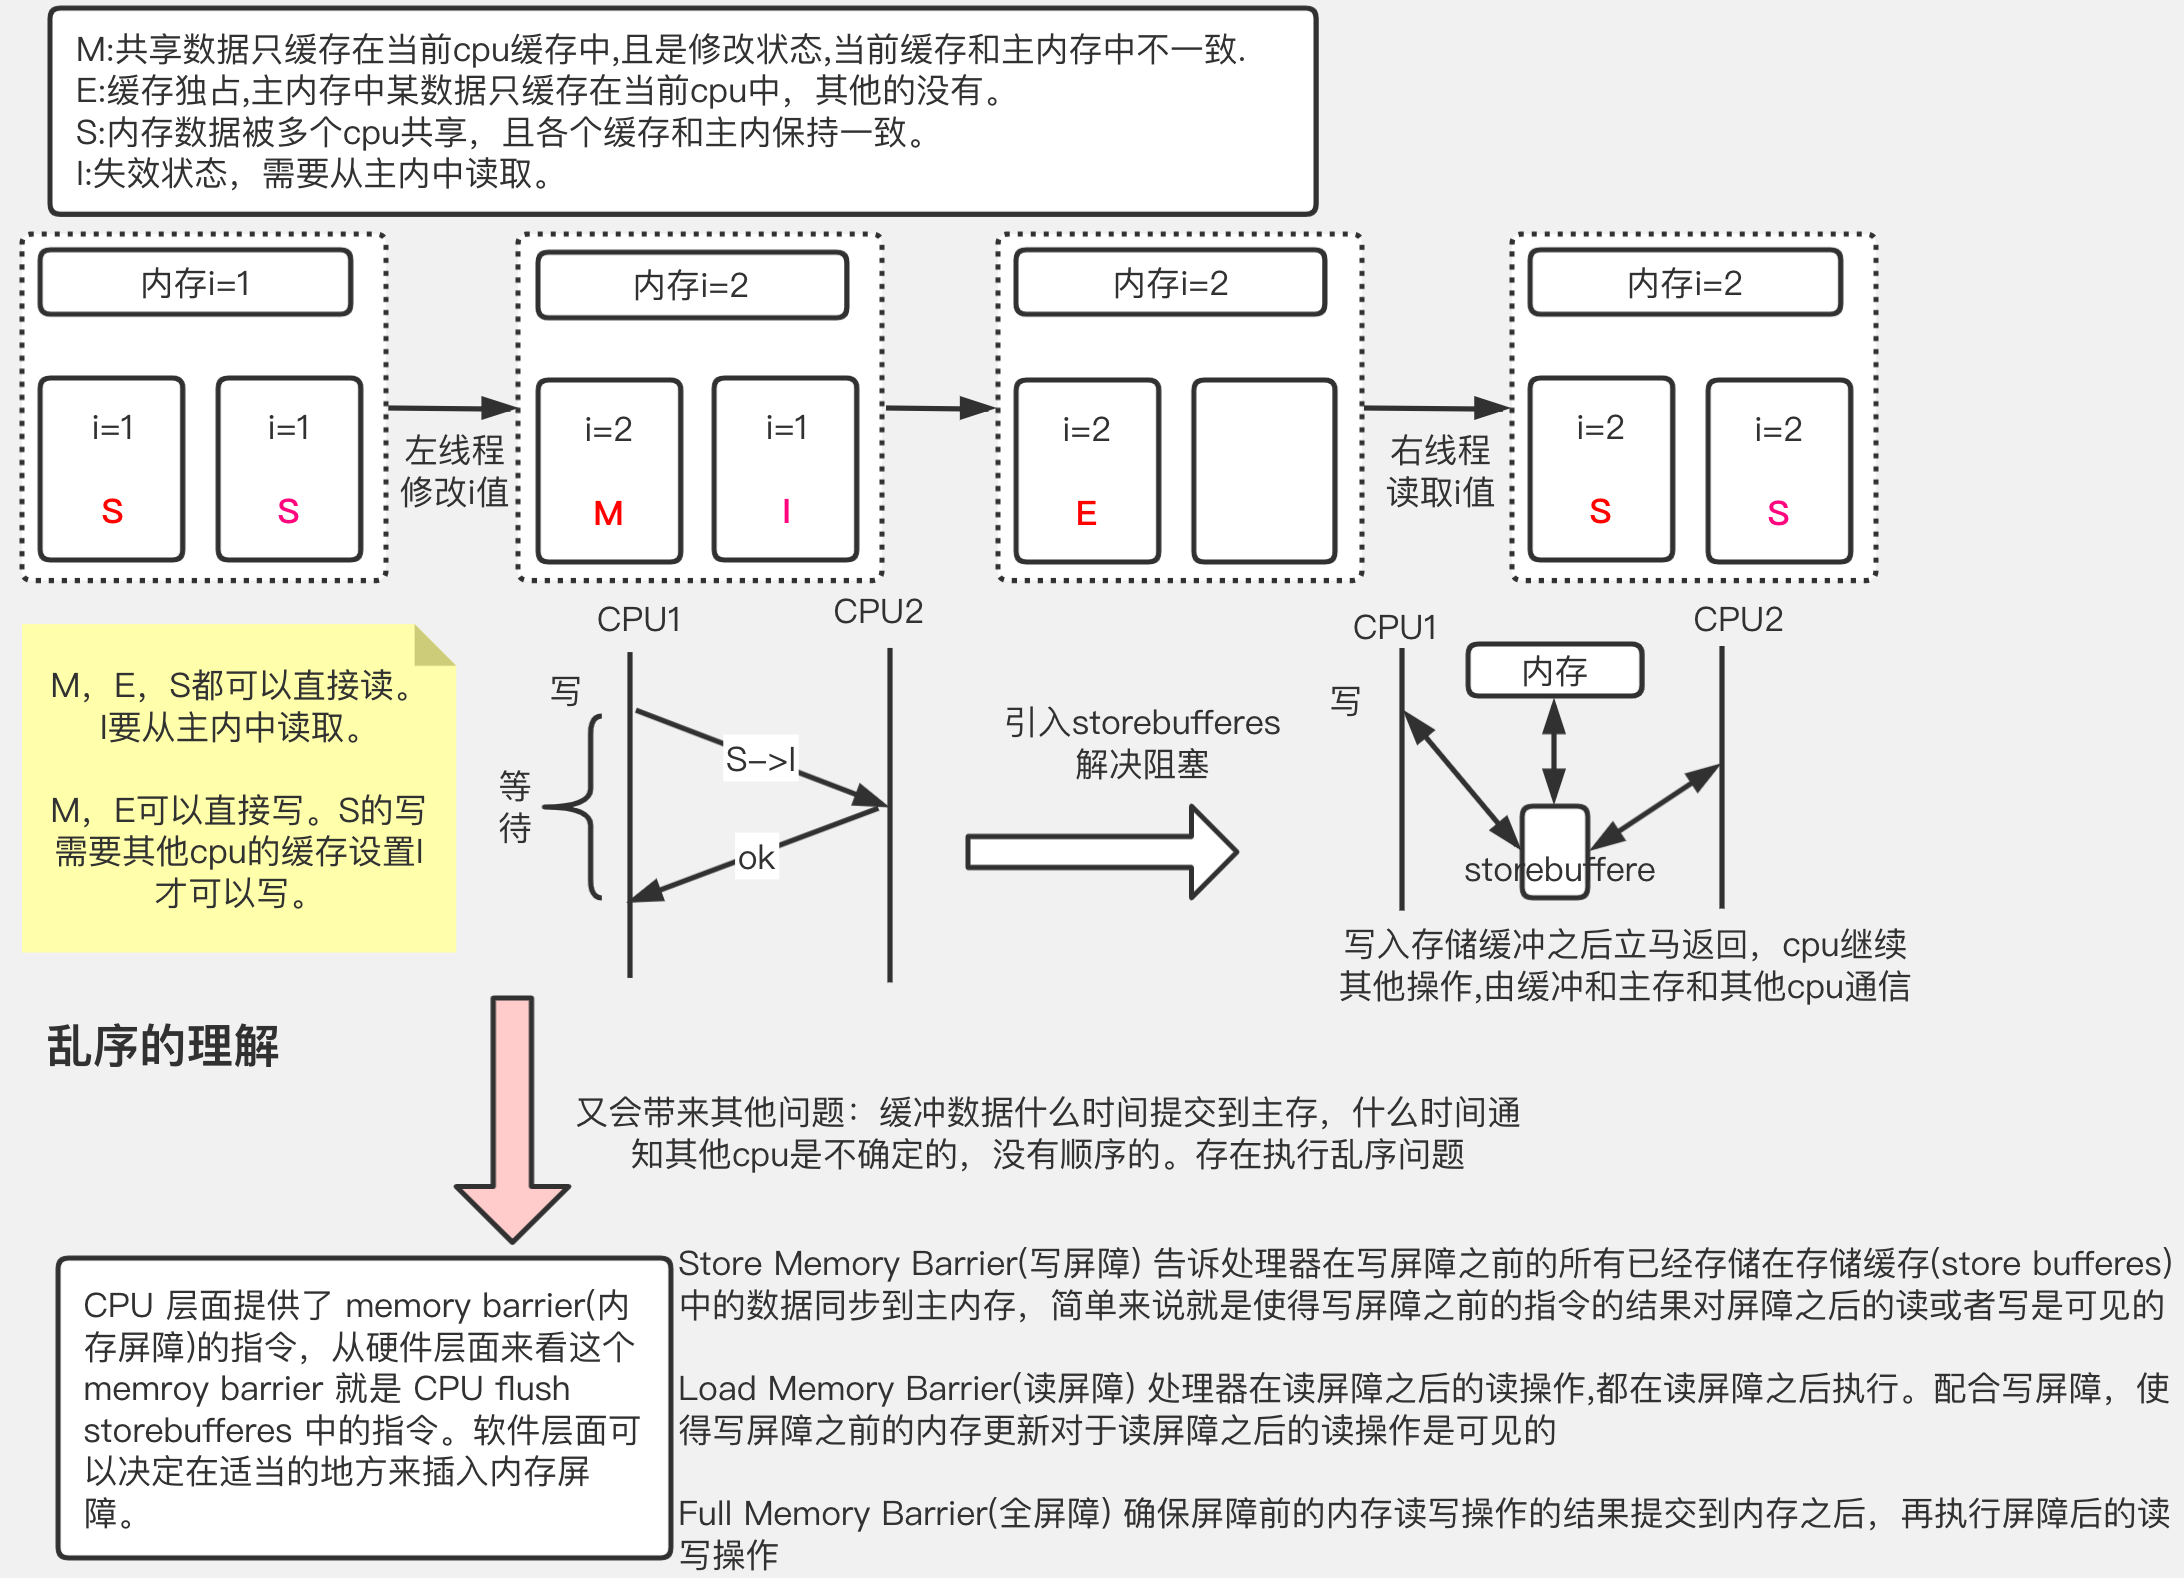 M:共享数据只缓存在当前cpu缓存中,且是修改状态,当前缓存和主内存中不一致.
E:缓存独占,主内存中某数据只缓存在当前cpu中，其他的没有。
S:内存数据被多个cpu共享，且各个缓存和主内保持一致。
I:失效状态，需要从主内中读取。
内存i=1
内存i=2
内存i=2
内存i=2
i=1
i=1
i=2
i=1
i=2
i=2
i=2
左线程
修改i值
右线程
读取i值
S
S
M
I
E
S
S
CPU1
CPU2
CPU1
CPU2
M，E，S都可以直接读。
I要从主内中读取。
M，E可以直接写。S的写
需要其他cpu的缓存设置I
才可以写。
写
S->I
等
待
ok
引入storebufferes
解决阻塞
写
内存
storebuffere
写入存储缓冲之后立马返回，cpu继续
其他操作,由缓冲和主存和其他cpu通信
乱序的理解
又会带来其他问题：缓冲数据什么时间提交到主存，什么时间通
知其他cpu是不确定的，没有顺序的。存在执行乱序问题
CPU 层面提供了 memory barrier(内
存屏障)的指令，从硬件层面来看这个
memroy barrier 就是 CPU flush
storebufferes 中的指令。软件层面可
以决定在适当的地方来插入内存屏
障。
Store Memory Barrier(写屏障) 告诉处理器在写屏障之前的所有已经存储在存储缓存(store bufferes)
中的数据同步到主内存，简单来说就是使得写屏障之前的指令的结果对屏障之后的读或者写是可见的
Load Memory Barrier(读屏障) 处理器在读屏障之后的读操作,都在读屏障之后执行。配合写屏障，使
得写屏障之前的内存更新对于读屏障之后的读操作是可见的
Full Memory Barrier(全屏障) 确保屏障前的内存读写操作的结果提交到内存之后，再执行屏障后的读
写操作